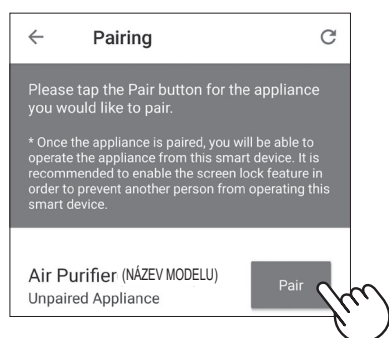 Pairing
Please tap the Pair button for the appliance
you would like to pair.
* Once the appliance is paired, you will be able to
operate the appliance from this smart device. It is
recommended to enable the screen lock feature in
order to prevent another person from operating this
smart device.
Air Purifier (NÁZEV MODELU)
Unpaired Appliance
Pair